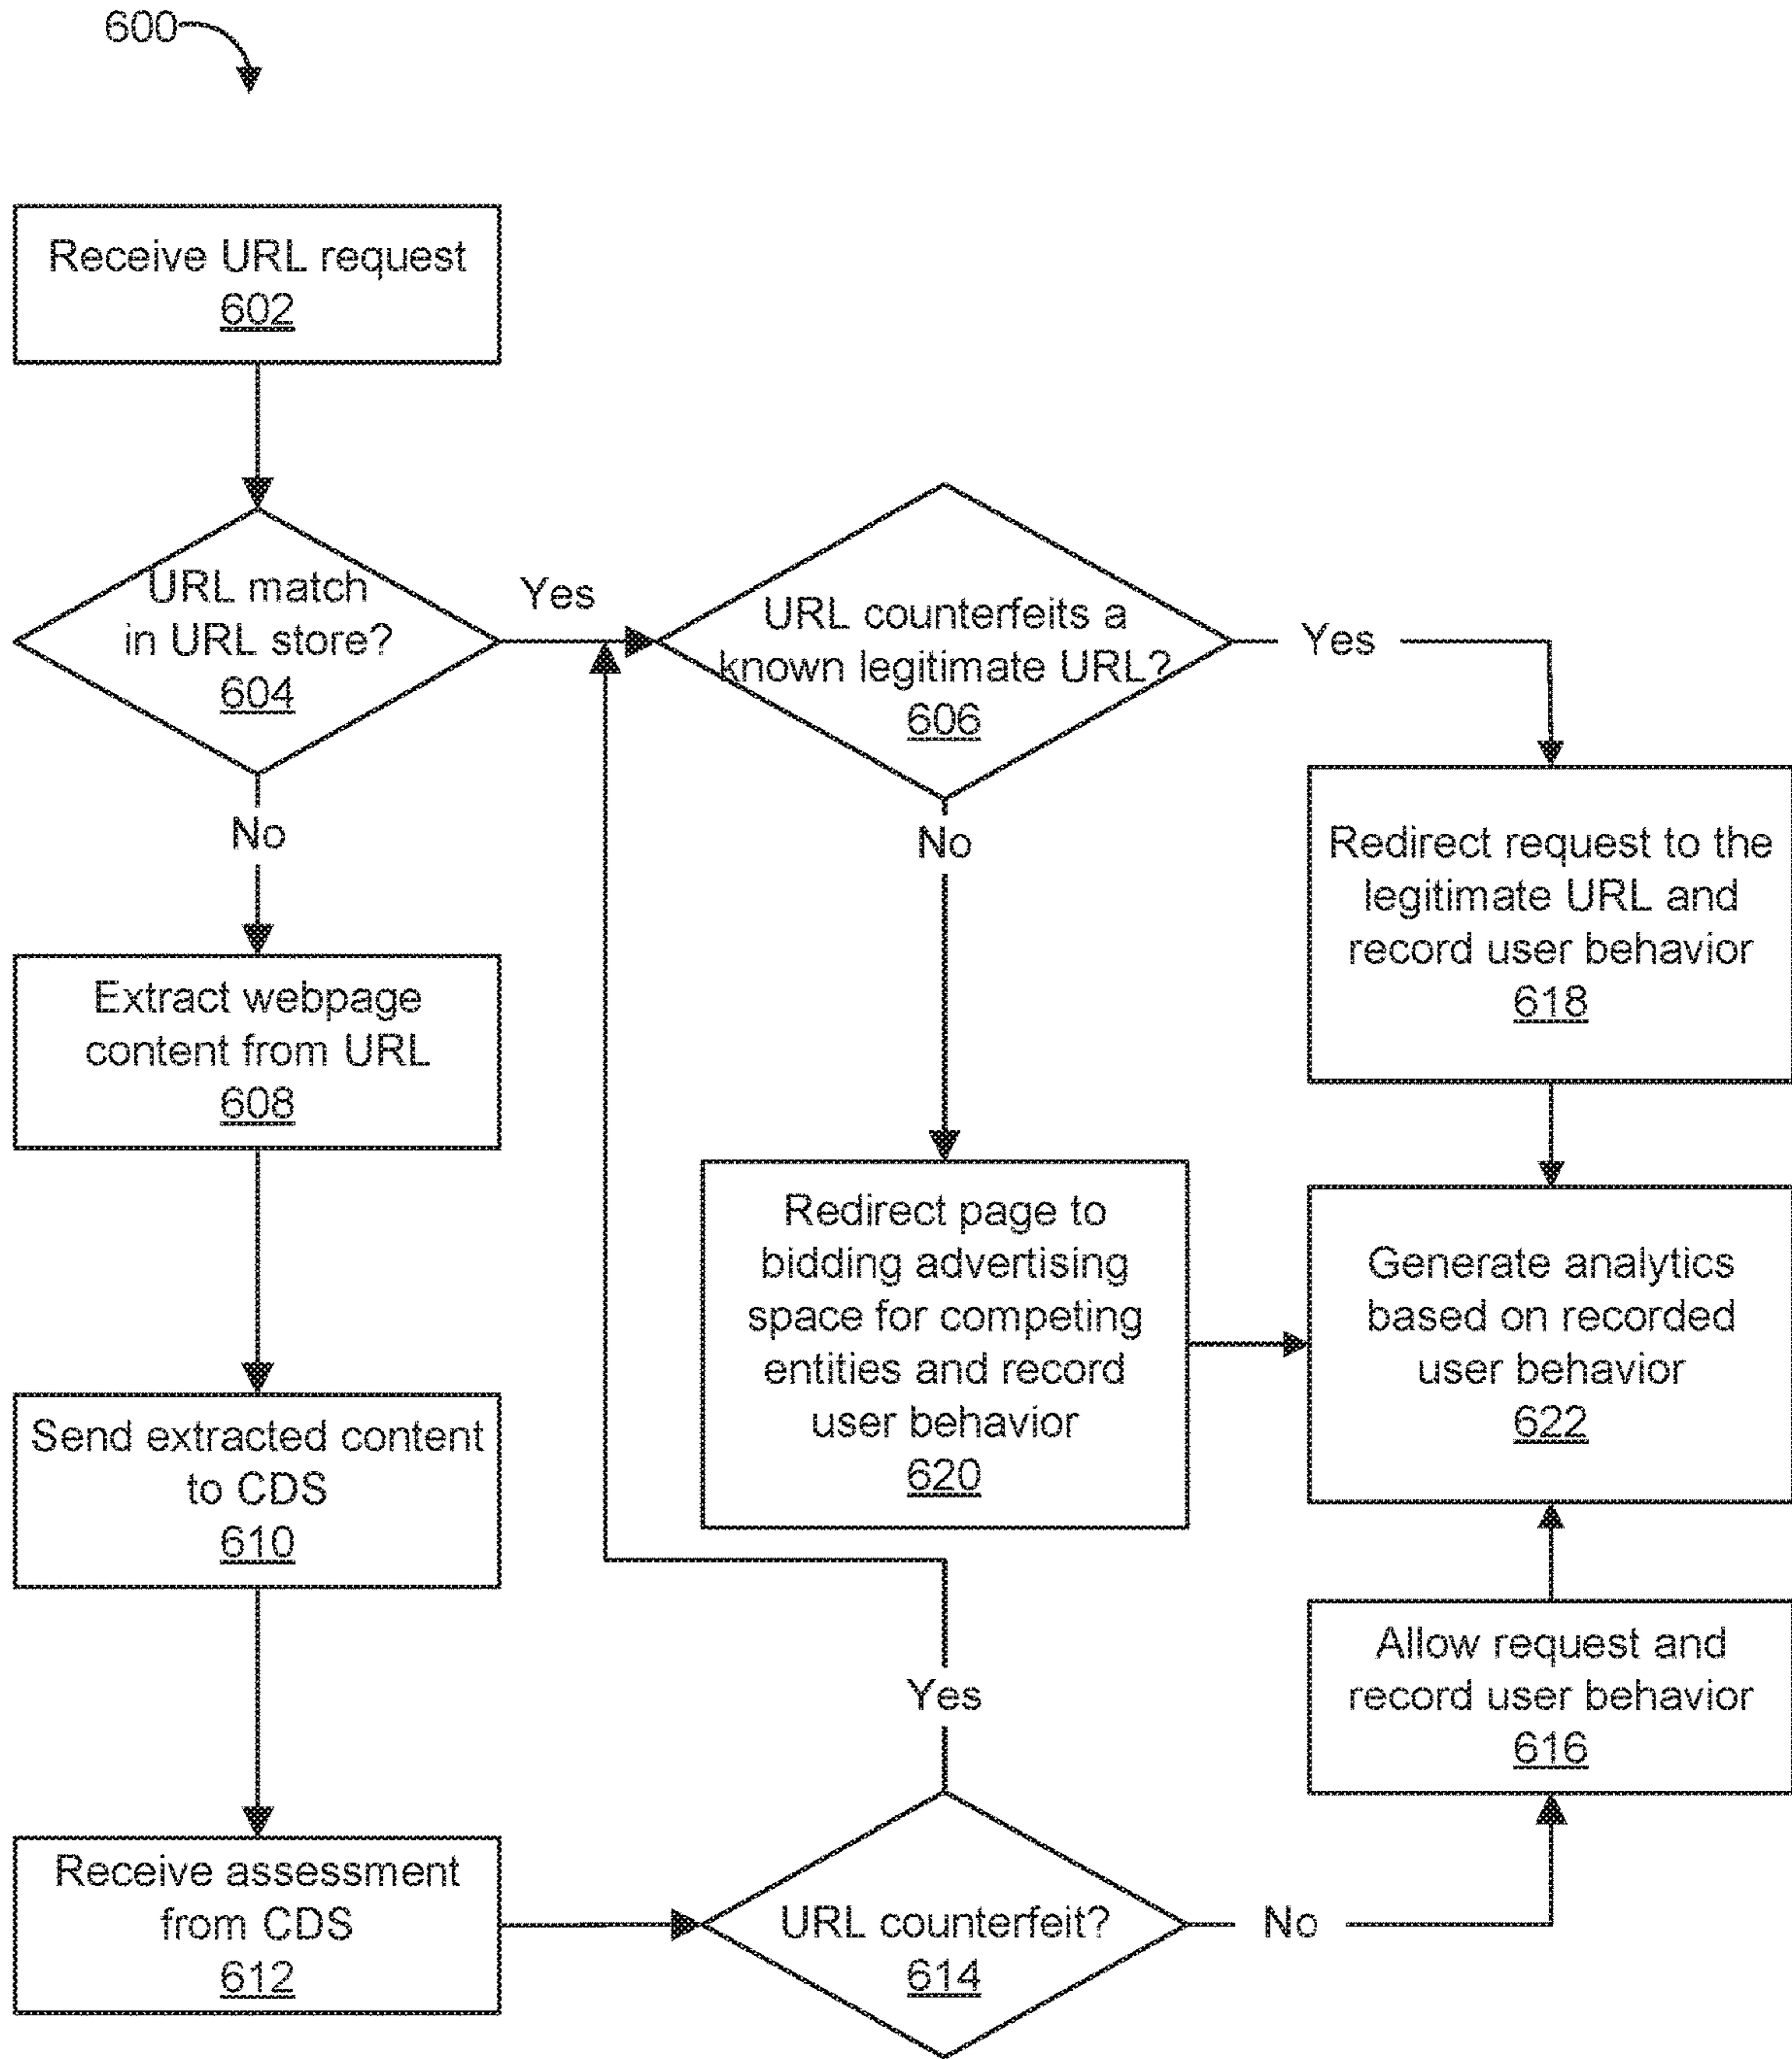 600
Receive URL request
602
URL match
in URL store?
604
Yes
URL counterfeits a
known legitimate URL?
606
Yes
No
No
Redirect request to the
legitimate URL and
record user behavior
618
Extract webpage
content from URL
608
Redirect page to
bidding advertising
space for competing
entities and record
user behavior
620
Generate analytics
based on recorded
user behavior
622
Send extracted content
to CDS
610
Yes
Allow request and
record user behavior
616
Receive assessment
from CDS
612
URL counterfeit?
614
No